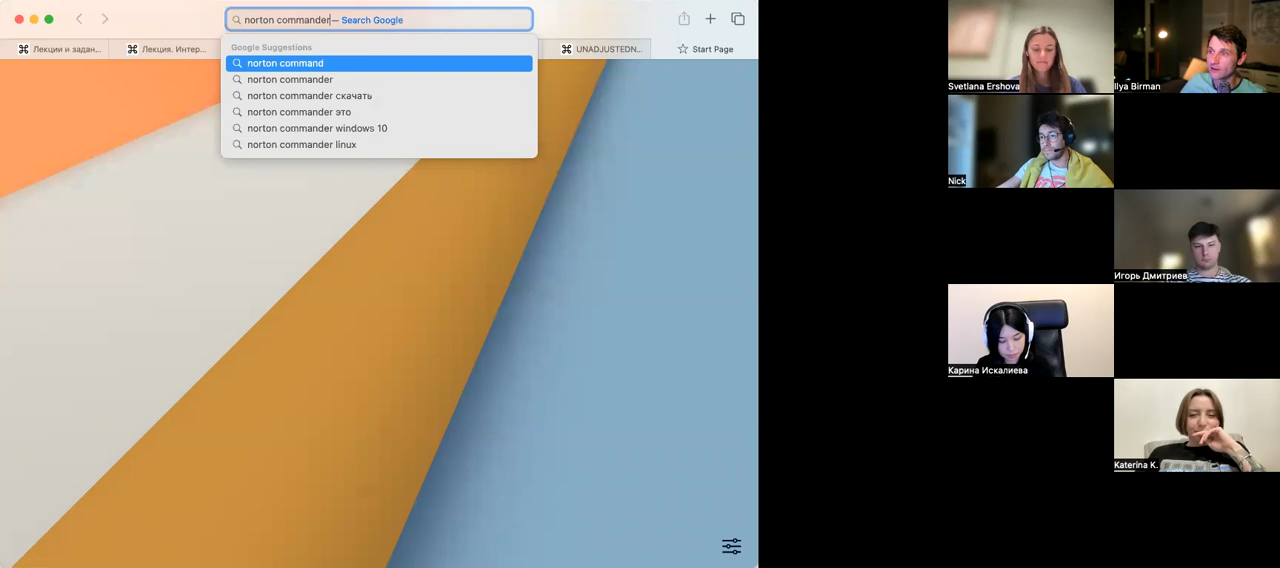 norton commander — Search Google
Лекции и задан...
Лекция. Интер...
UNADJUSTEDN...
Start Page
Google Suggestions
norton command
norton commander
norton commander скачать
norton commander это
norton commander windows 10
norton commander linux
Svetlana Ershova
Ilya Birman
Nick
Игорь Дмитриев
Карина Искалиева
Katerina K.